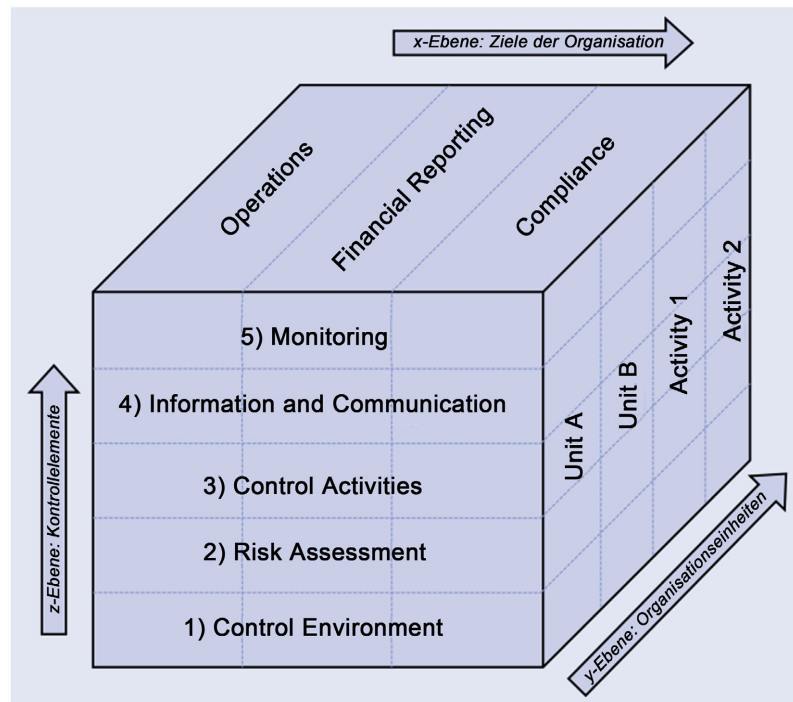 x-Ebene: Ziele der Organisation
Operations
Financial Reporting
Compliance
5) Monitoring
4) Information and Communication
3) Control Activities
2) Risk Assessment
1) Control Environment
Unit A
Unit B
Activity 1
Activity 2
z-Ebene: Kontrollelemente
y-Ebene: Organisationseinheiten